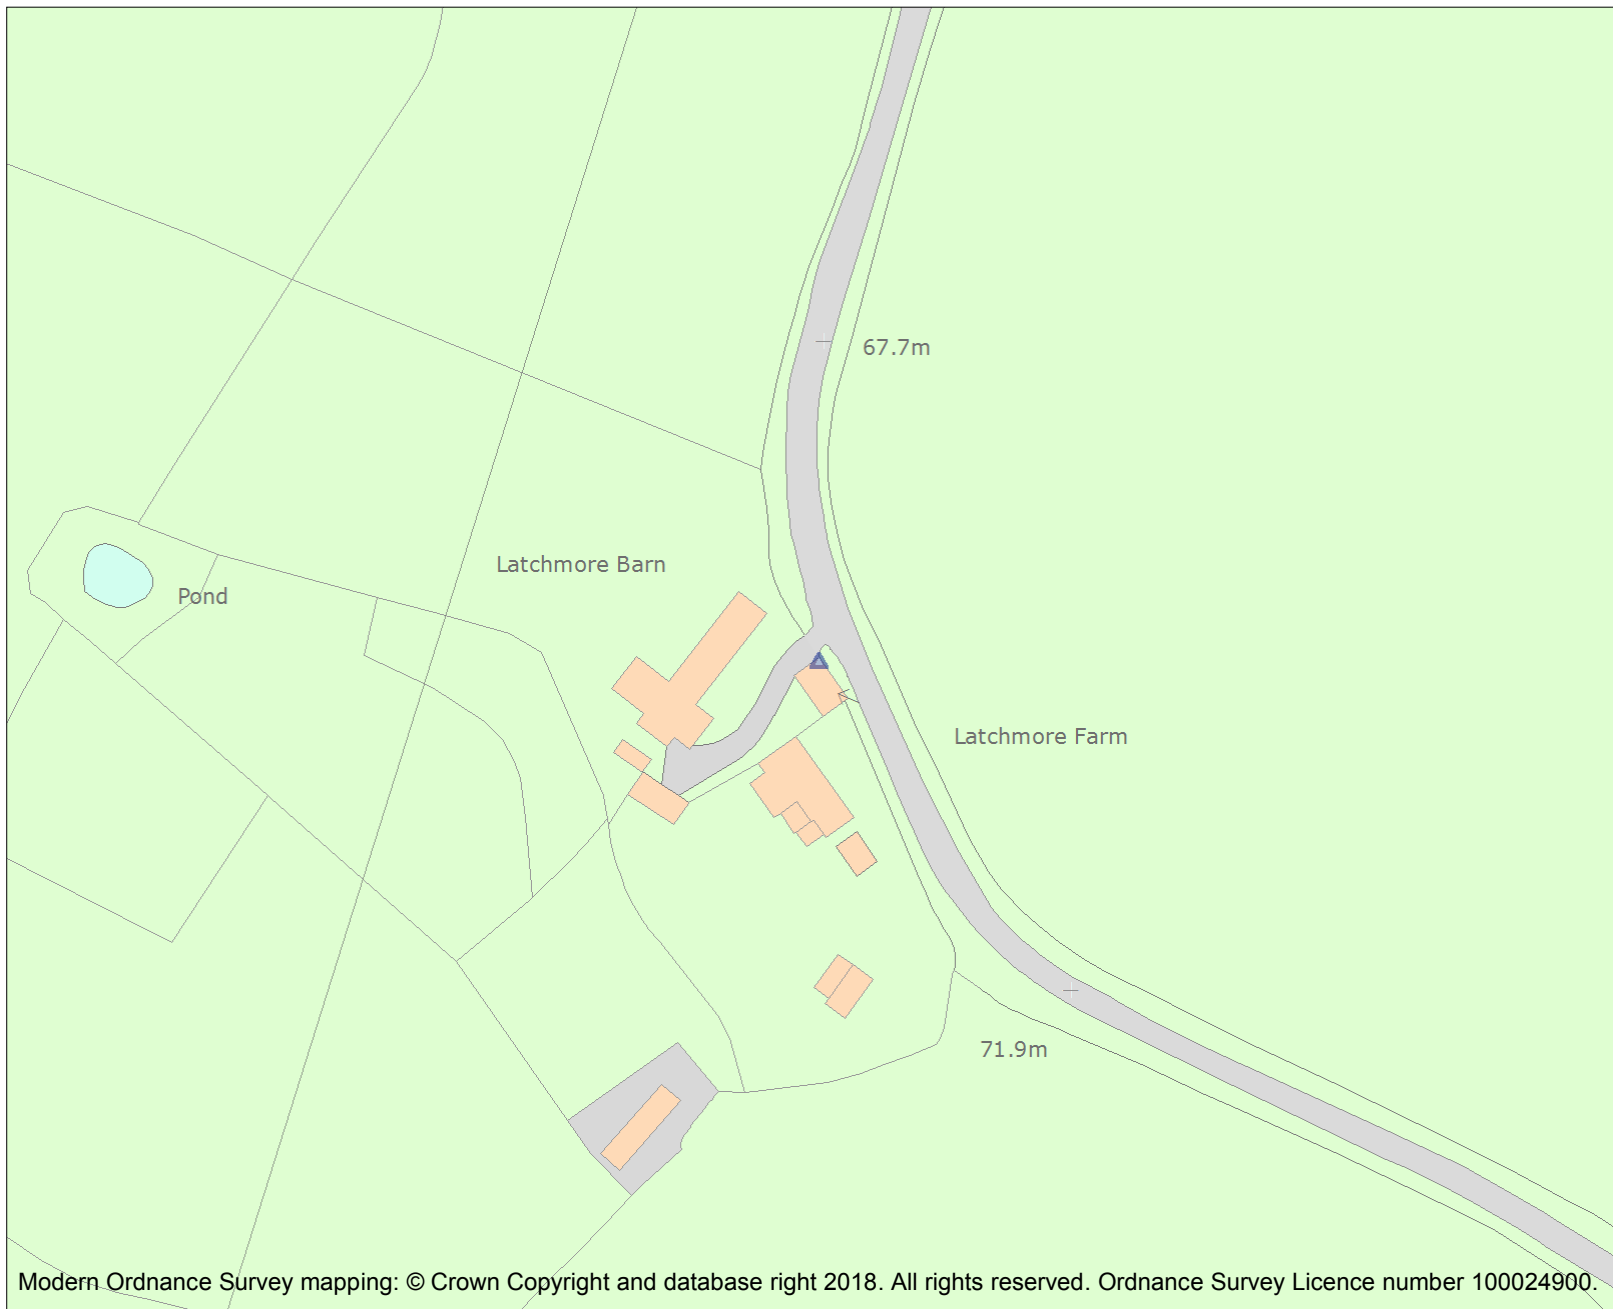 67.7m
Latchmore Barn
Pond
Latchmore Farm
71.9m
Modern Ordnance Survey mapping: © Crown Copyright and database right 2018. All rights reserved. Ordnance Survey Licence number 100024900.